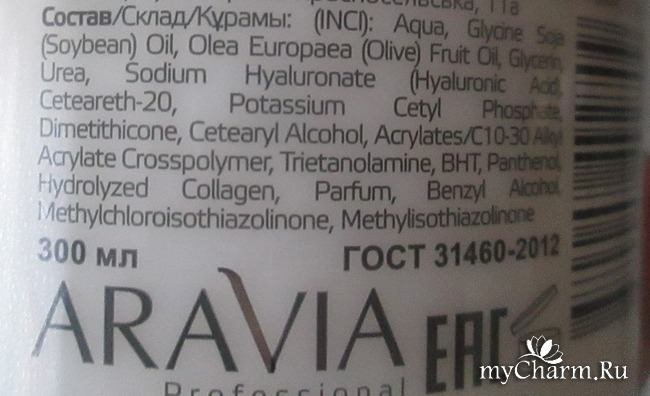 11а
Состав/Склад/Құрамы: (INCI): Aqua, Glycine Soja
(Soybean) Oil, Olea Europaea (Olive) Fruit Oil, Glycerin,
Urea, Sodium Hyaluronate (Hyaluronic Acid),
Ceteareth-20, Potassium Cetyl Phosphate,
Dimetithicone, Cetearyl Alcohol, Acrylates/C10-30 Alkyl
Acrylate Crosspolymer, Trietanolamine, BHT, Panthenol,
Hydrolyzed Collagen, Parfum, Benzyl Alcohol,
Methylchloroisothiazolinone, Methylisothiazolinone
300 мл ГОСТ 31460-2012
ARAVIA
Professional
EAC
myCharm.Ru